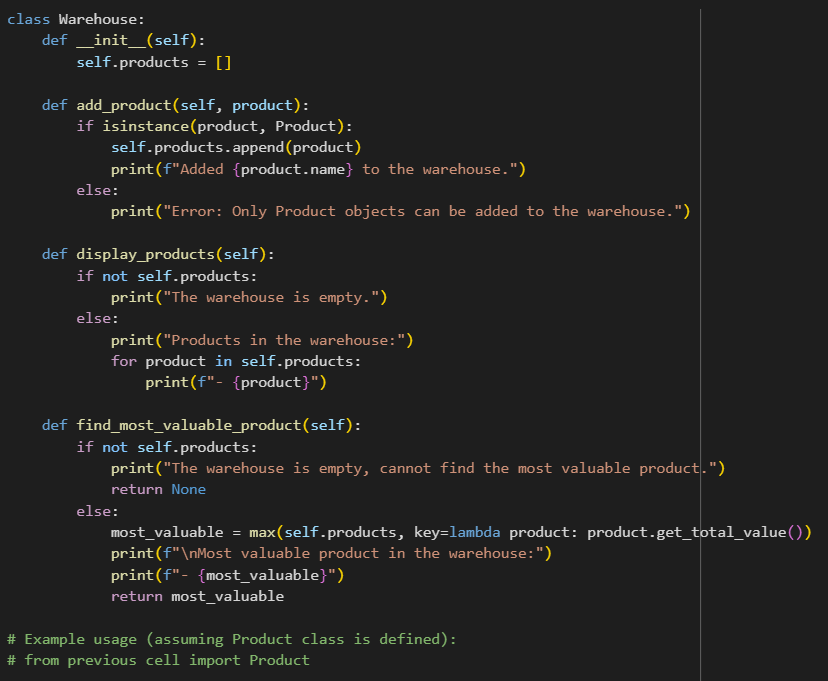 class Warehouse:
    def __init__(self):
        self.products = []

    def add_product(self, product):
        if isinstance(product, Product):
            self.products.append(product)
            print(f"Added {product.name} to the warehouse.")
        else:
            print("Error: Only Product objects can be added to the warehouse.")

    def display_products(self):
        if not self.products:
            print("The warehouse is empty.")
        else:
            print("Products in the warehouse:")
            for product in self.products:
                print(f"- {product}")

    def find_most_valuable_product(self):
        if not self.products:
            print("The warehouse is empty, cannot find the most valuable product.")
            return None
        else:
            most_valuable = max(self.products, key=lambda product: product.get_total_value())
            print(f"\nMost valuable product in the warehouse:")
            print(f"- {most_valuable}")
            return most_valuable

# Example usage (assuming Product class is defined):
# from previous cell import Product